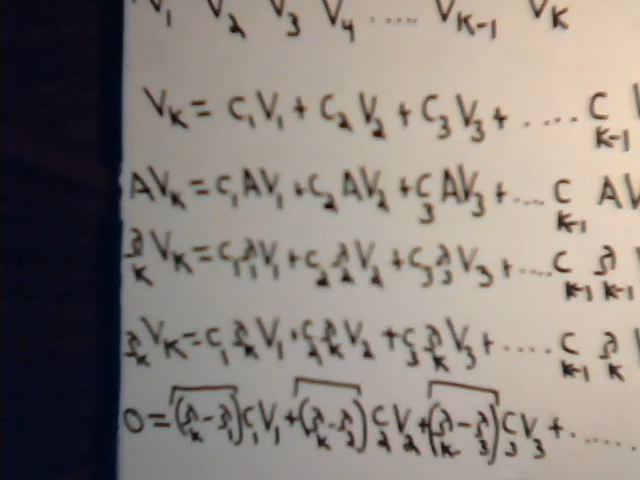 V₁ V₂ V₃ V₄ ..... Vₖ₋₁ Vₖ
Vₖ = C₁V₁ + C₂V₂ + C₃V₃ + ..... Cₖ₋₁ V
AVₖ = C₁AV₁ + C₂AV₂ + C₃AV₃ + .... Cₖ₋₁ AV
λₖVₖ = C₁λ₁V₁ + C₂λ₂V₂ + C₃λ₃V₃ + .... Cₖ₋₁ λₖ₋₁
λₖVₖ = C₁λₖV₁ + C₂λₖV₂ + C₃λₖV₃ + ..... Cₖ₋₁ λₖ V
0 = (λₖ - λ₁)C₁V₁ + (λₖ - λ₂)C₂V₂ + (λₖ - λ₃)C₃V₃ + ......